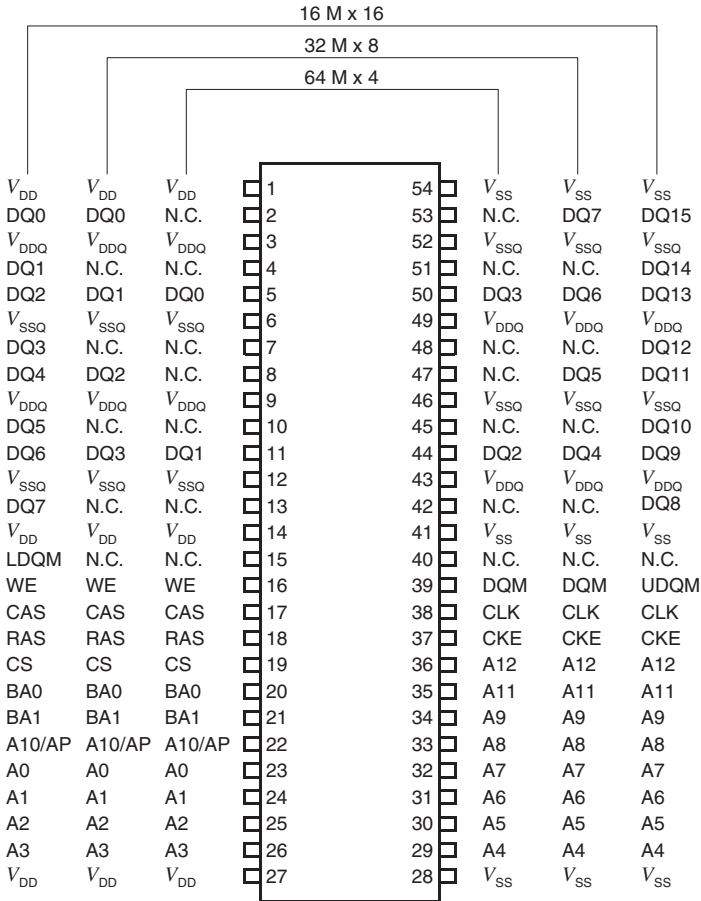 16 M x 16
32 M x 8
64 M x 4
VDD VDD VDD 1 54 VSS VSS VSS
DQ0 DQ0 N.C. 2 53 N.C. DQ7 DQ15
VDDQ VDDQ VDDQ 3 52 VSSQ VSSQ VSSQ
DQ1 N.C. N.C. 4 51 N.C. N.C. DQ14
DQ2 DQ1 DQ0 5 50 DQ3 DQ6 DQ13
VSSQ VSSQ VSSQ 6 49 VDDQ VDDQ VDDQ
DQ3 N.C. N.C. 7 48 N.C. N.C. DQ12
DQ4 DQ2 N.C. 8 47 N.C. DQ5 DQ11
VDDQ VDDQ VDDQ 9 46 VSSQ VSSQ VSSQ
DQ5 N.C. N.C. 10 45 N.C. N.C. DQ10
DQ6 DQ3 DQ1 11 44 DQ2 DQ4 DQ9
VSSQ VSSQ VSSQ 12 43 VDDQ VDDQ VDDQ
DQ7 N.C. N.C. 13 42 N.C. N.C. DQ8
VDD VDD VDD 14 41 VSS VSS VSS
LDQM N.C. N.C. 15 40 N.C. N.C. N.C.
WE WE WE 16 39 DQM DQM UDQM
CAS CAS CAS 17 38 CLK CLK CLK
RAS RAS RAS 18 37 CKE CKE CKE
CS CS CS 19 36 A12 A12 A12
BA0 BA0 BA0 20 35 A11 A11 A11
BA1 BA1 BA1 21 34 A9 A9 A9
A10/AP A10/AP A10/AP 22 33 A8 A8 A8
A0 A0 A0 23 32 A7 A7 A7
A1 A1 A1 24 31 A6 A6 A6
A2 A2 A2 25 30 A5 A5 A5
A3 A3 A3 26 29 A4 A4 A4
VDD VDD VDD 27 28 VSS VSS VSS